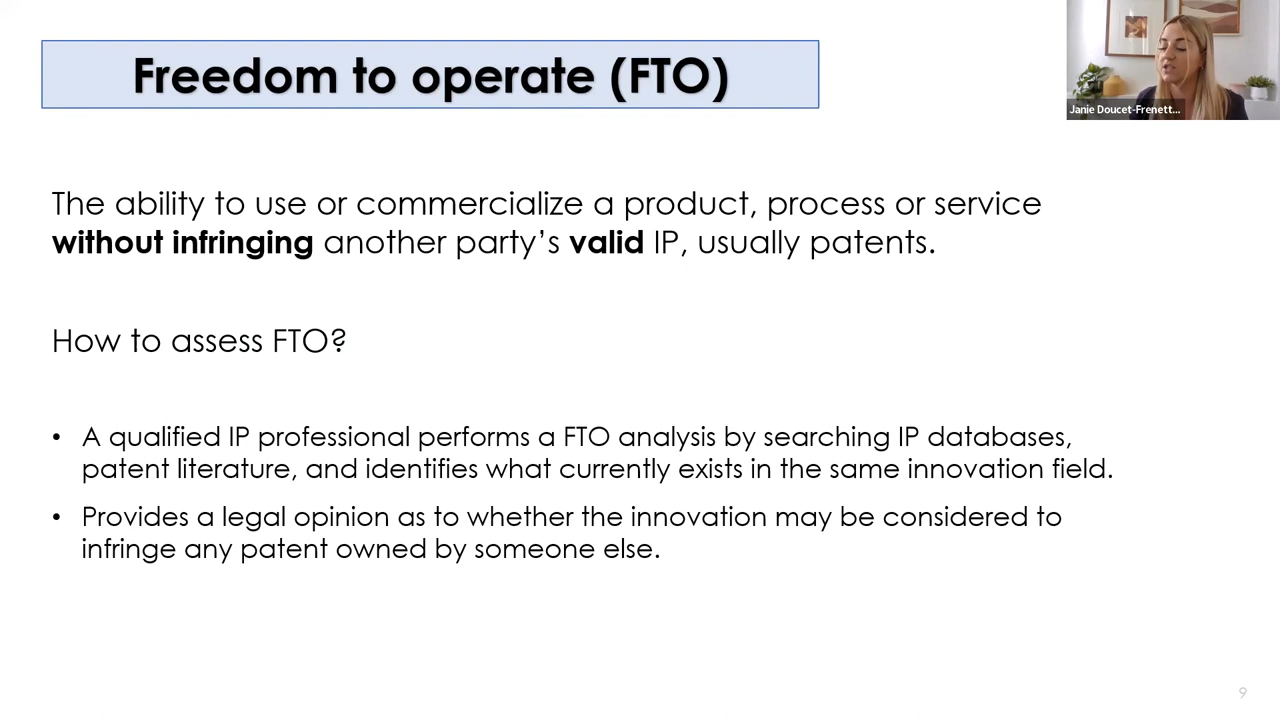 Freedom to operate (FTO)
Janie Doucet-Frenett...
The ability to use or commercialize a product, process or service
without infringing another party’s valid IP, usually patents.
How to assess FTO?
• A qualified IP professional performs a FTO analysis by searching IP databases,
patent literature, and identifies what currently exists in the same innovation field.
• Provides a legal opinion as to whether the innovation may be considered to
infringe any patent owned by someone else.
9